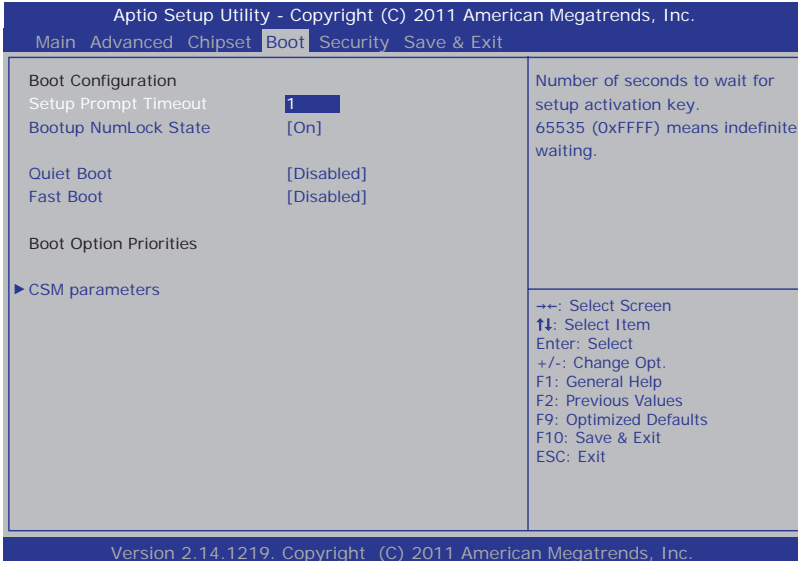 Aptio Setup Utility - Copyright (C) 2011 American Megatrends, Inc.
Main Advanced Chipset Boot Security Save & Exit
Boot Configuration
Setup Prompt Timeout 1
Bootup NumLock State [On]
Quiet Boot [Disabled]
Fast Boot [Disabled]
Boot Option Priorities
► CSM parameters
Number of seconds to wait for
setup activation key.
65535 (0xFFFF) means indefinite
waiting.
→←: Select Screen
↑↓: Select Item
Enter: Select
+/-: Change Opt.
F1: General Help
F2: Previous Values
F9: Optimized Defaults
F10: Save & Exit
ESC: Exit
Version 2.14.1219. Copyright (C) 2011 American Megatrends, Inc.